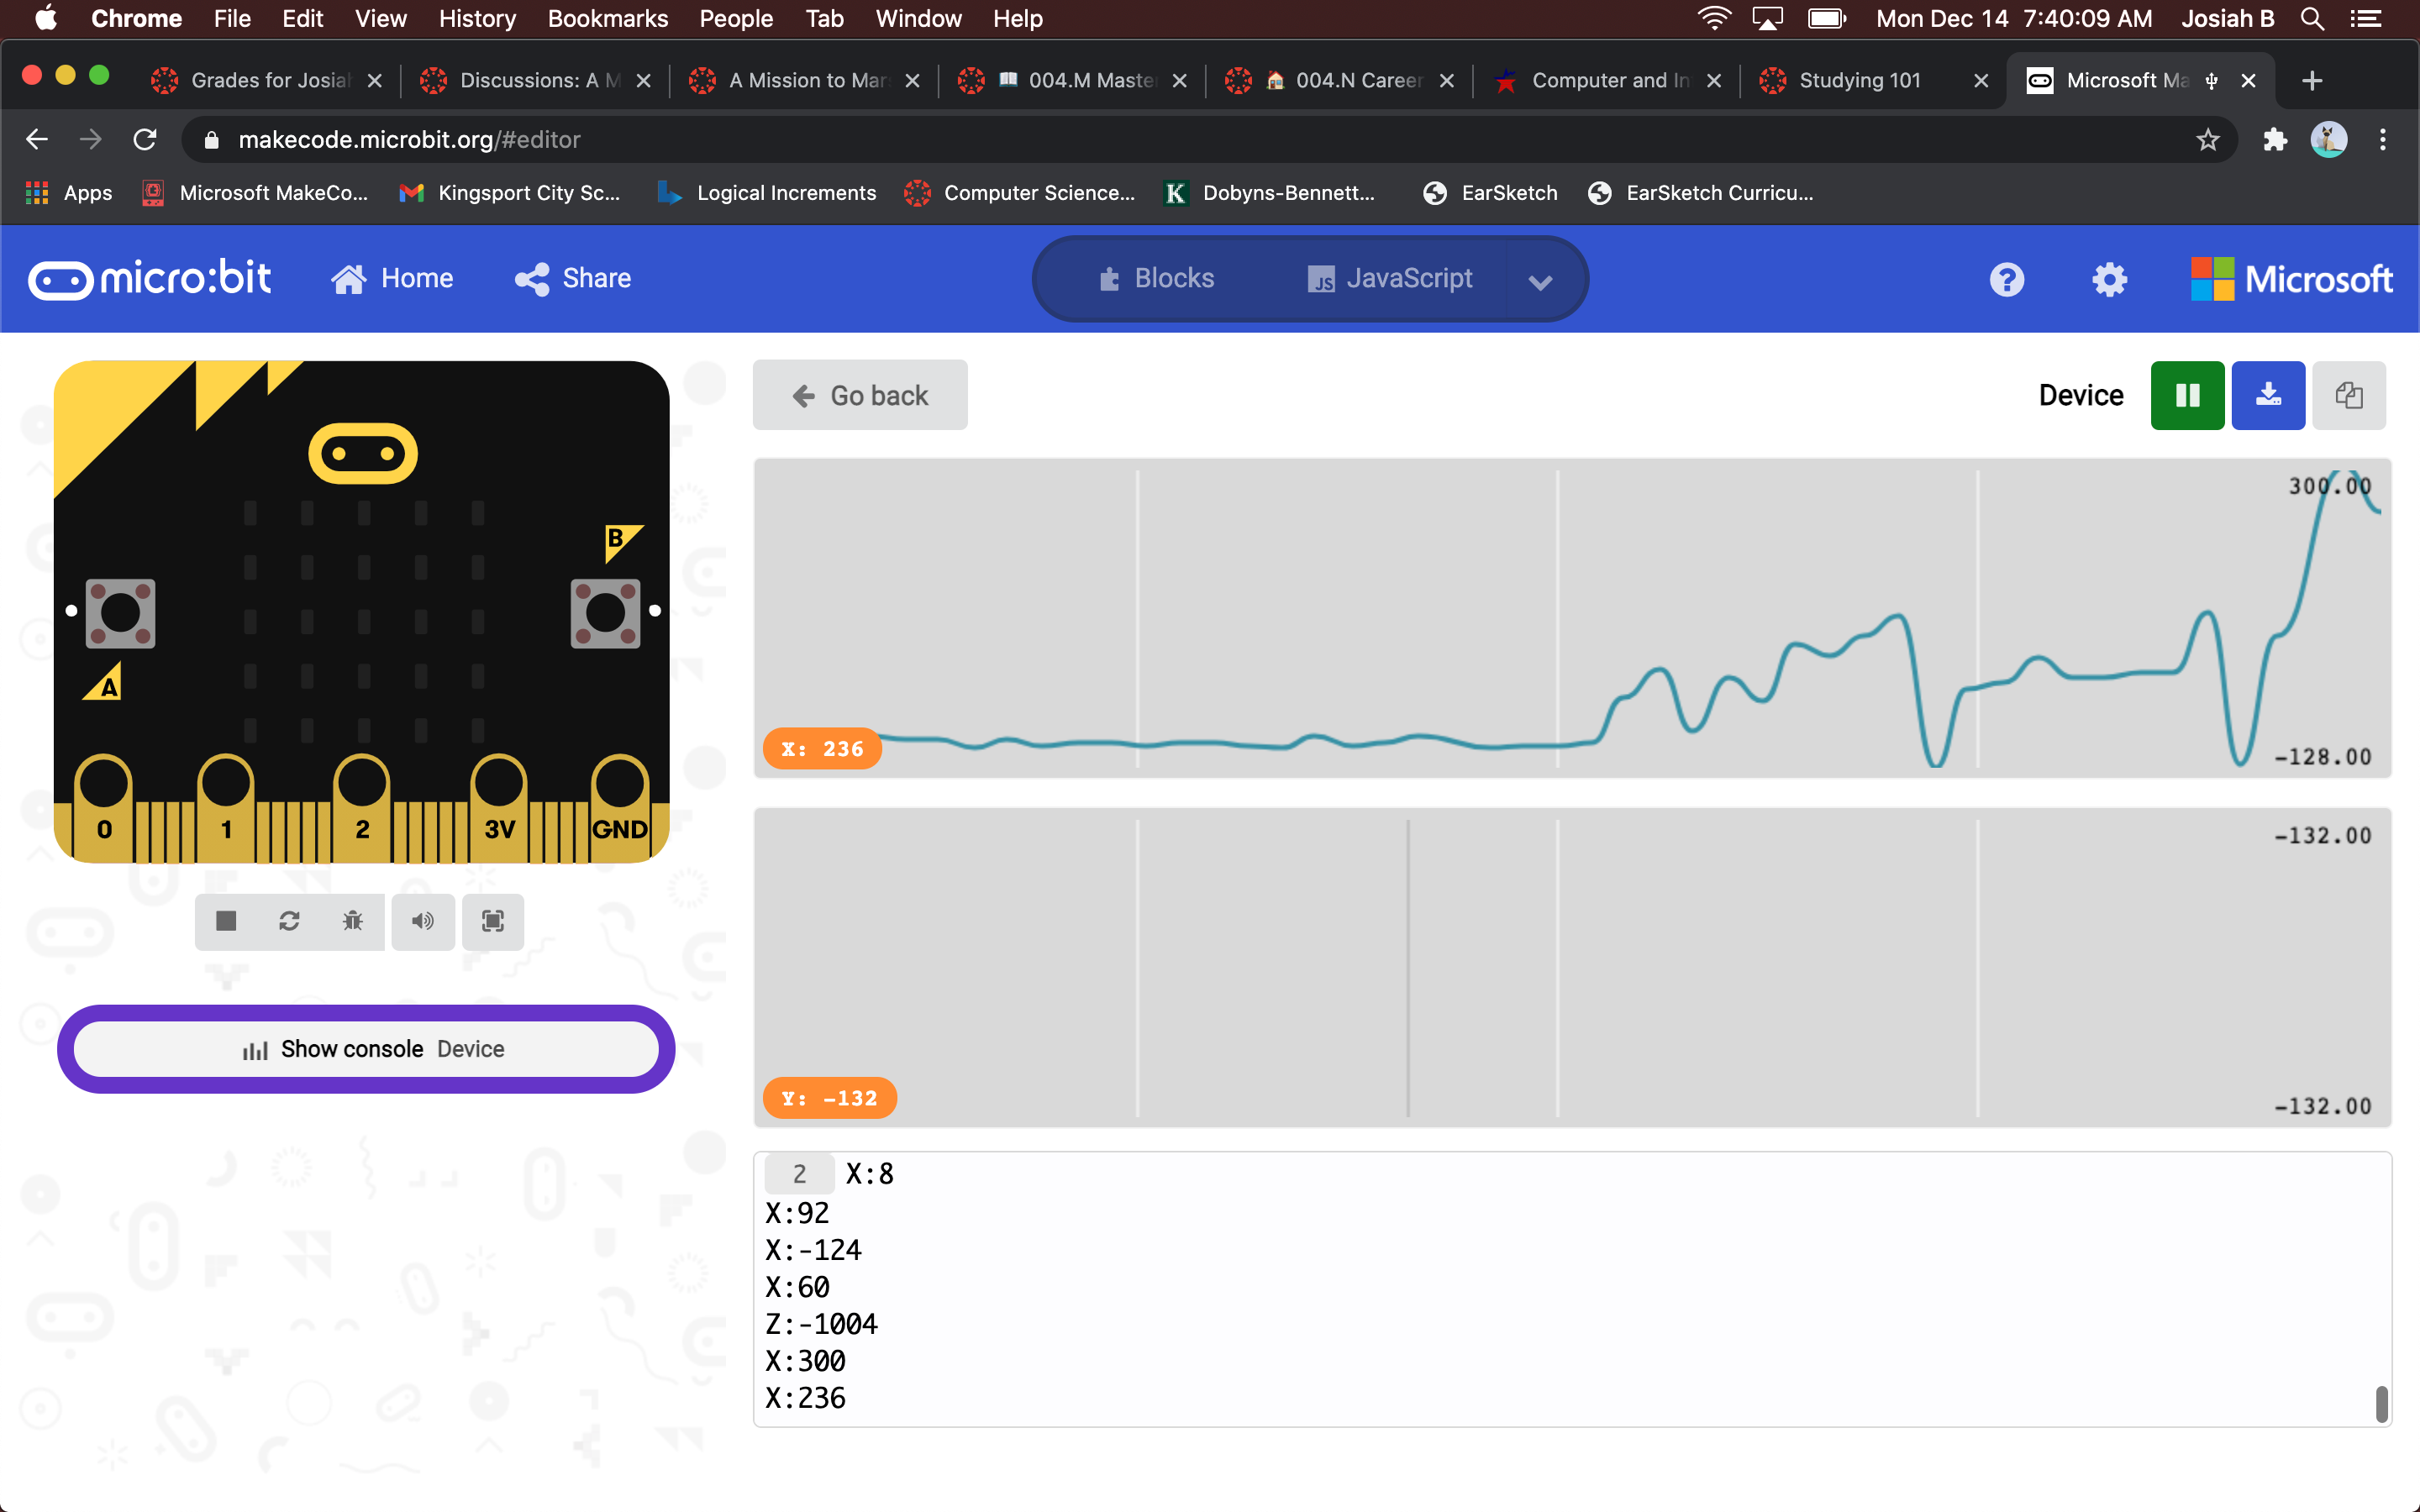 Chrome File Edit View History Bookmarks People Tab Window Help Mon Dec 14 7:40:09 AM Josiah B
Grades for Josiah Discussions: A M A Mission to Mar 004.M Maste 004.N Career Computer and In Studying 101 Microsoft Ma
makecode.microbit.org/#editor
Apps Microsoft MakeCo... Kingsport City Sc... Logical Increments Computer Science... Dobyns-Bennett... EarSketch EarSketch Curricu...
micro:bit Home Share Blocks JS JavaScript ? Microsoft
Go back Device
300.00
B
A
X: 236 -128.00
0 1 2 3V GND
-132.00
Show console Device
Y: -132 -132.00
2 X:8
X:92
X:-124
X:60
Z:-1004
X:300
X:236